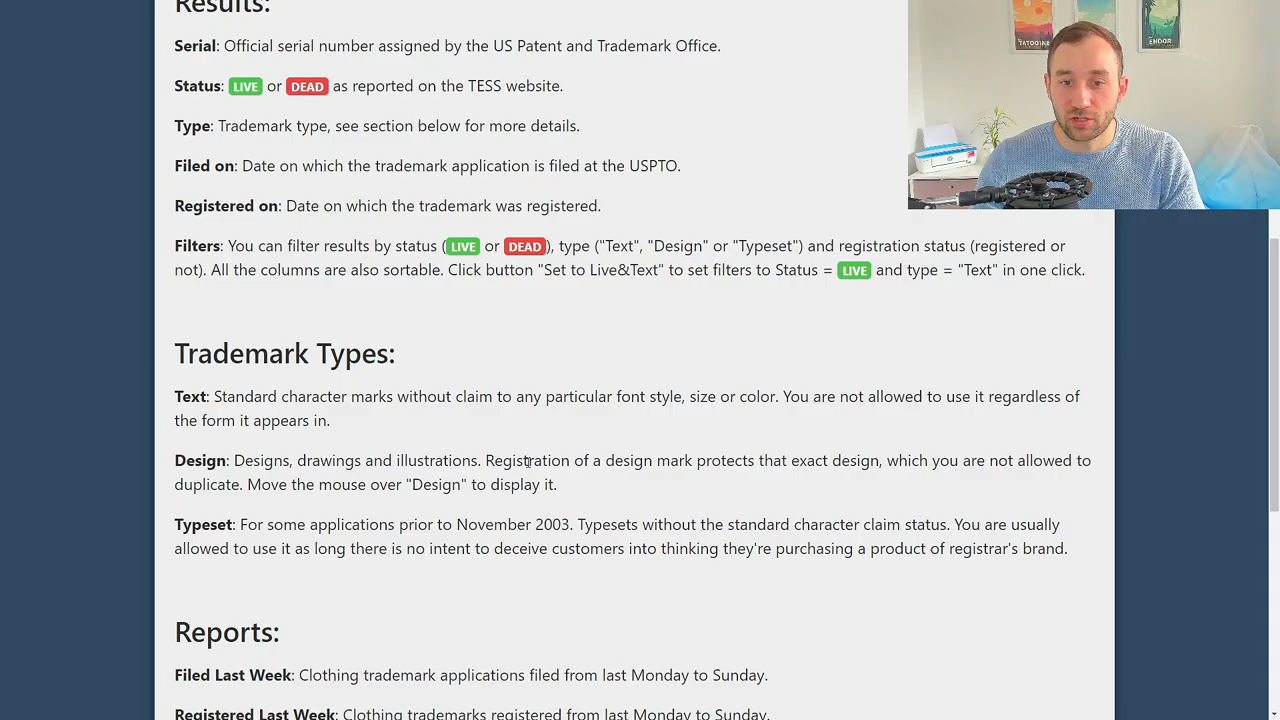 Results:
TATOOINE
ENDOR
Serial: Official serial number assigned by the US Patent and Trademark Office.
Status: LIVE or DEAD as reported on the TESS website.
Type: Trademark type, see section below for more details.
Filed on: Date on which the trademark application is filed at the USPTO.
Registered on: Date on which the trademark was registered.
Filters: You can filter results by status (LIVE or DEAD), type ("Text", "Design" or "Typeset") and registration status (registered or
not). All the columns are also sortable. Click button "Set to Live&Text" to set filters to Status = LIVE and type = "Text" in one click.
Trademark Types:
Text: Standard character marks without claim to any particular font style, size or color. You are not allowed to use it regardless of
the form it appears in.
Design: Designs, drawings and illustrations. Registration of a design mark protects that exact design, which you are not allowed to
duplicate. Move the mouse over "Design" to display it.
Typeset: For some applications prior to November 2003. Typesets without the standard character claim status. You are usually
allowed to use it as long there is no intent to deceive customers into thinking they're purchasing a product of registrar's brand.
Reports:
Filed Last Week: Clothing trademark applications filed from last Monday to Sunday.
Registered Last Week: Clothing trademarks registered from last Monday to Sunday.